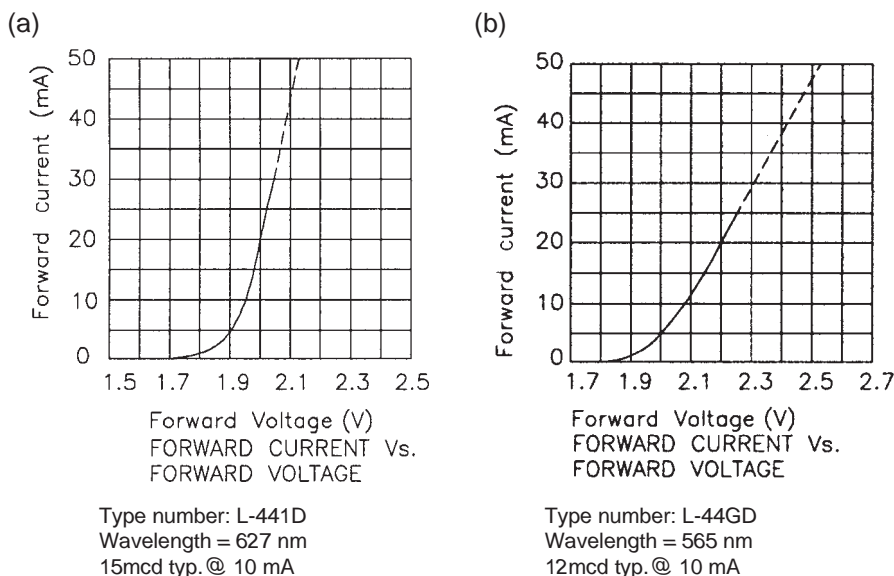 (a)
50
40
30
20
10
0
Forward current (mA)
1.5 1.7 1.9 2.1 2.3 2.5
Forward Voltage (V)
FORWARD CURRENT Vs.
FORWARD VOLTAGE
Type number: L-441D
Wavelength = 627 nm
15mcd typ. @ 10 mA
(b)
50
40
30
20
10
0
Forward current (mA)
1.7 1.9 2.1 2.3 2.5 2.7
Forward Voltage (V)
FORWARD CURRENT Vs.
FORWARD VOLTAGE
Type number: L-44GD
Wavelength = 565 nm
12mcd typ. @ 10 mA